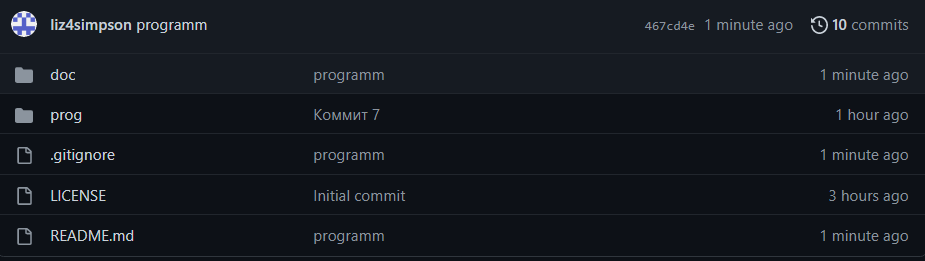 liz4simpson programm 467cd4e 1 minute ago 10 commits
doc programm 1 minute ago
prog Коммит 7 1 hour ago
.gitignore programm 1 minute ago
LICENSE Initial commit 3 hours ago
README.md programm 1 minute ago